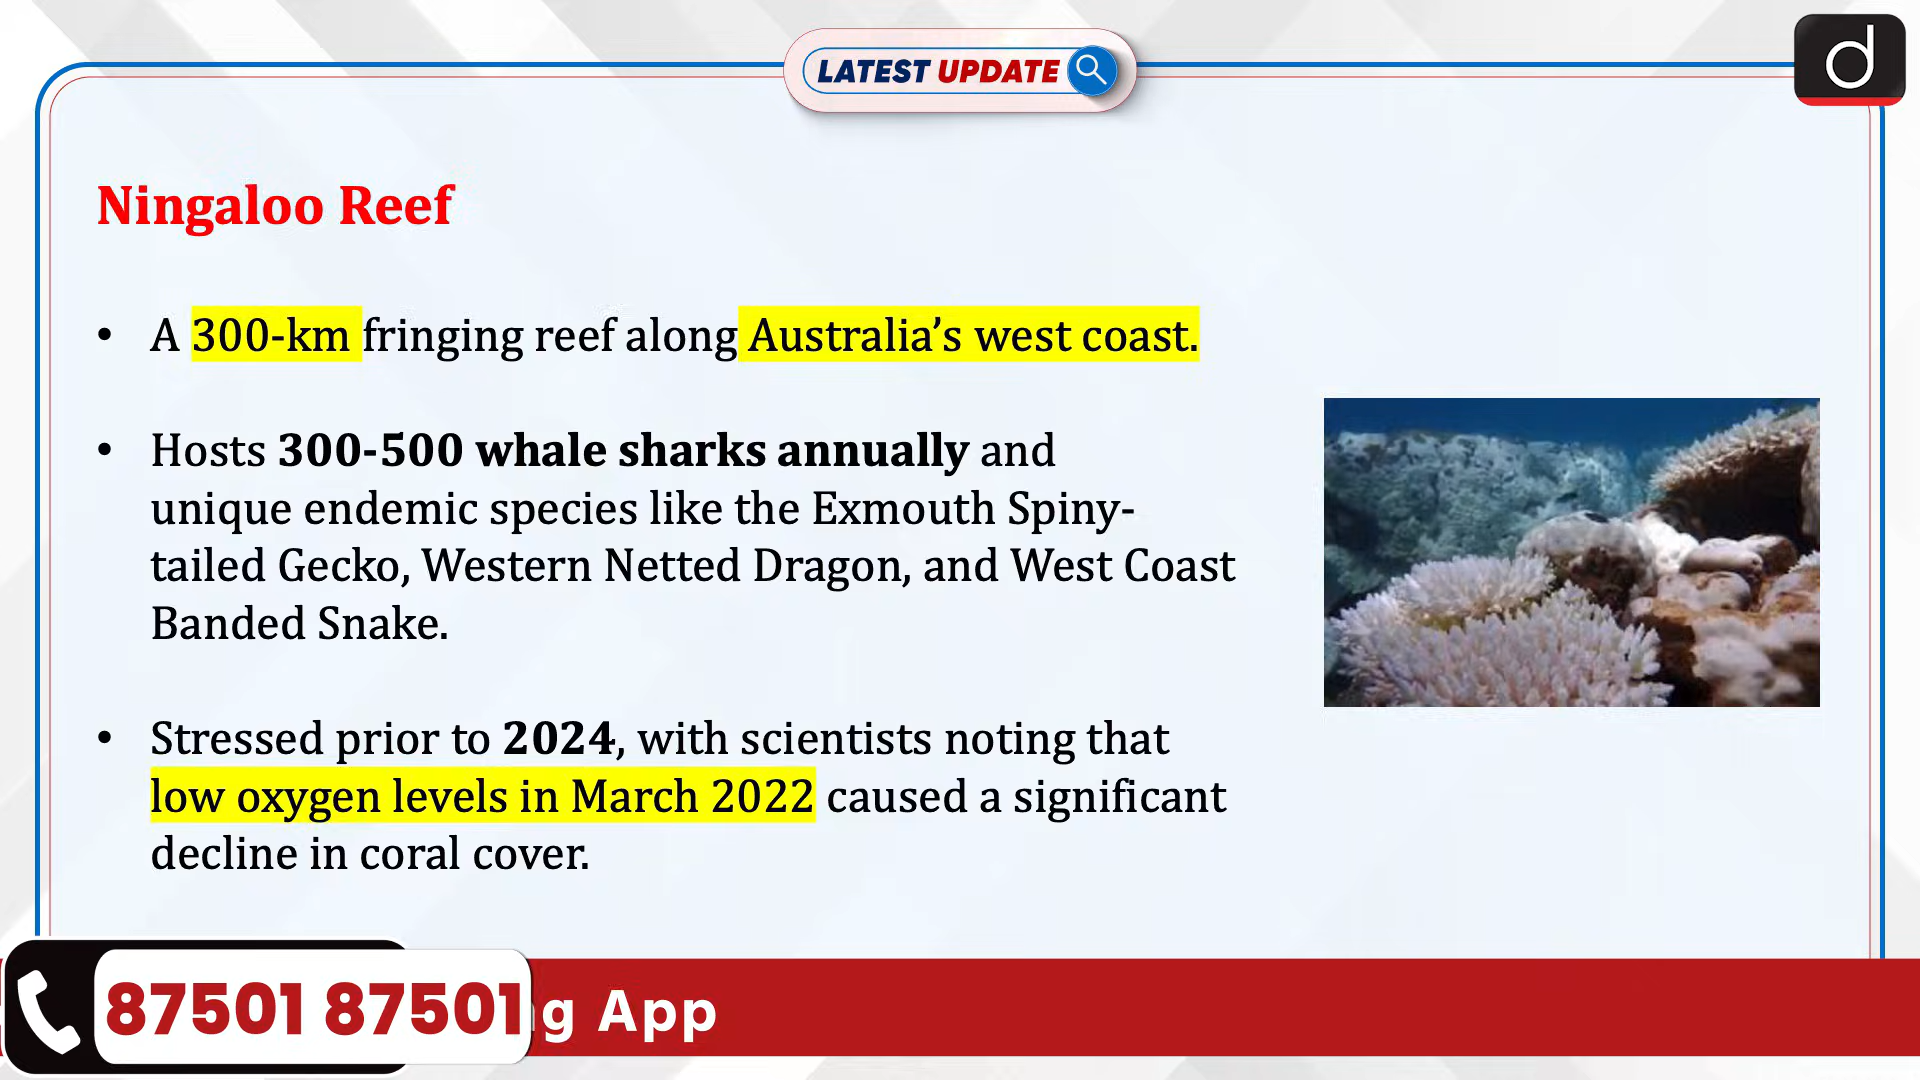 LATEST UPDATE
d
Ningaloo Reef
• A 300-km fringing reef along Australia’s west coast.
• Hosts 300-500 whale sharks annually and
unique endemic species like the Exmouth Spiny-
tailed Gecko, Western Netted Dragon, and West Coast
Banded Snake.
• Stressed prior to 2024, with scientists noting that
low oxygen levels in March 2022 caused a significant
decline in coral cover.
87501 87501
g App